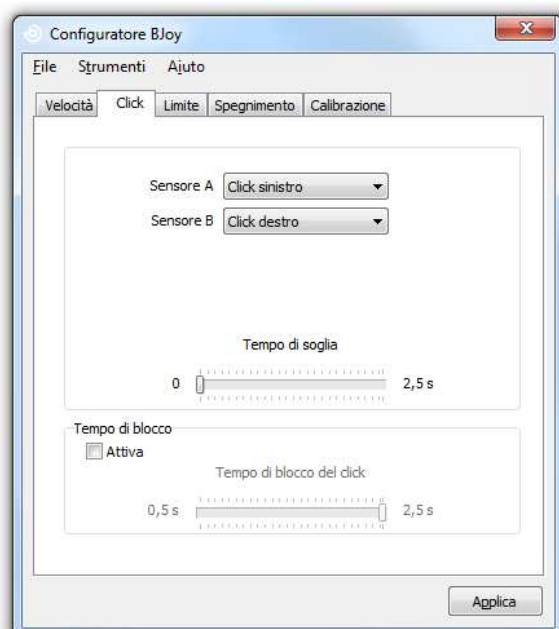 Configuratore BJoy
File Strumenti Aiuto
Velocità Click Limite Spegnimento Calibrazione
Sensore A Click sinistro
Sensore B Click destro
Tempo di soglia
0 2,5 s
Tempo di blocco
Attiva
Tempo di blocco del click
0,5 s 2,5 s
Applica